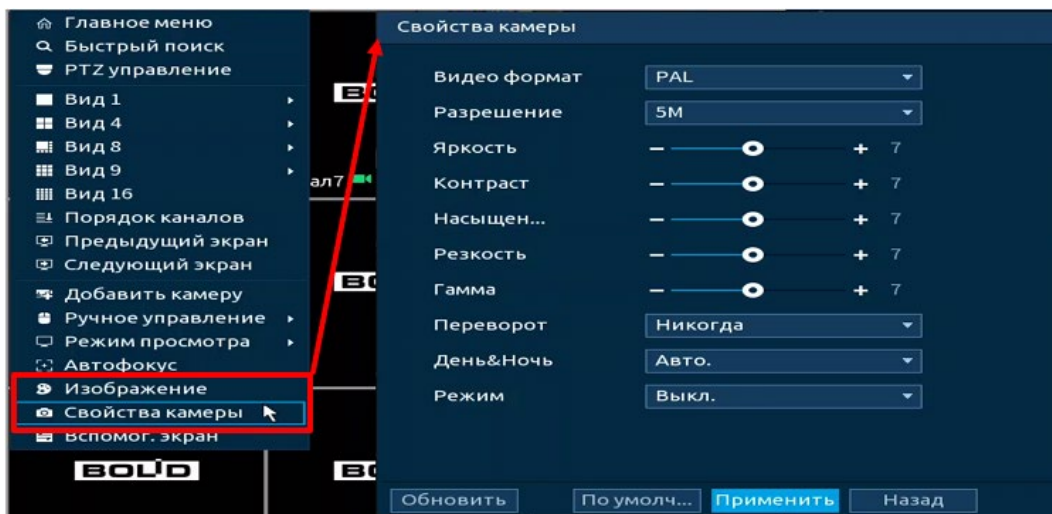 Главное меню
Быстрый поиск
PTZ управление
Вид 1
Вид 4
Вид 8
Вид 9
Вид 16
Порядок каналов
Предыдущий экран
Следующий экран
Добавить камеру
Ручное управление
Режим просмотра
Автофокус
Изображение
Свойства камеры
Вспомог. экран
BOLID
ал7
Свойства камеры
Видео формат PAL
Разрешение 5M
Яркость − + 7
Контраст − + 7
Насыщен... − + 7
Резкость − + 7
Гамма − + 7
Переворот Никогда
День&Ночь Авто.
Режим Выкл.
Обновить По умолч... Применить Назад